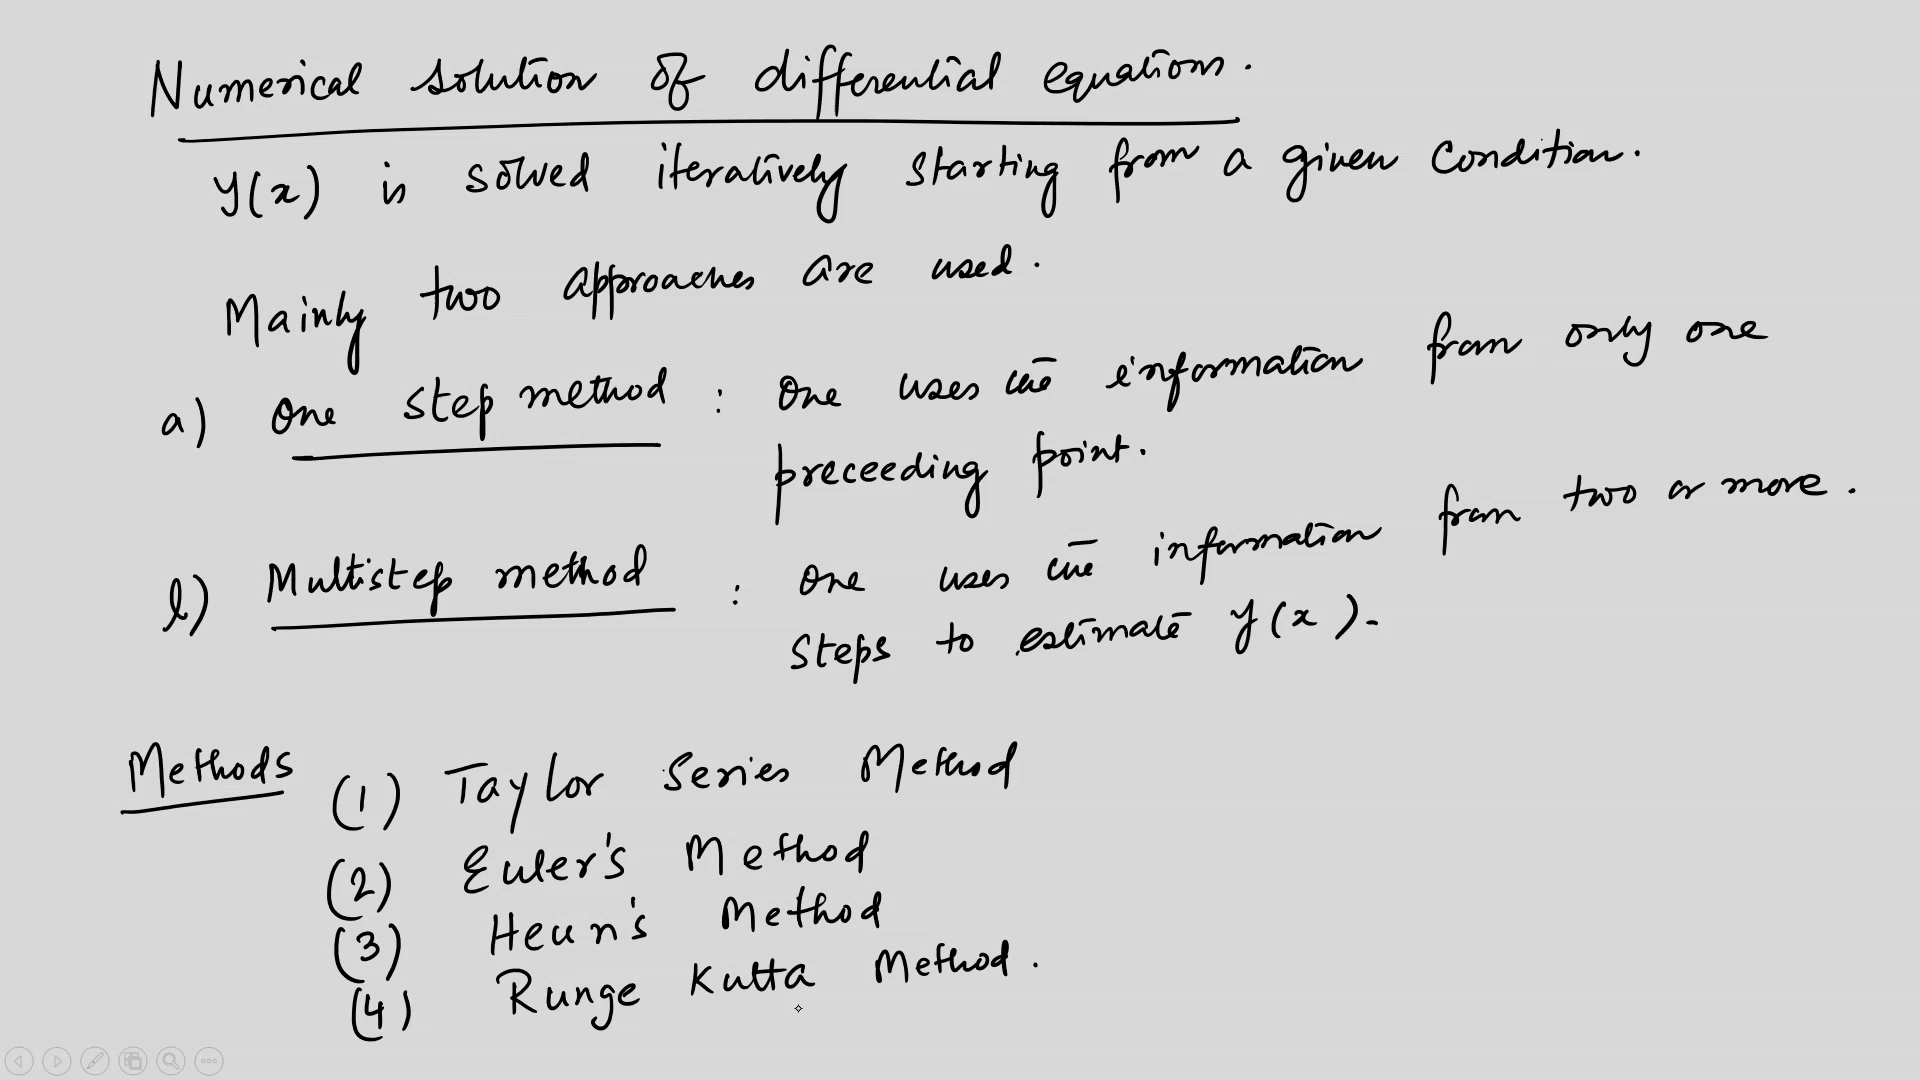 Numerical solution of differential equations.
y(x) is solved iteratively starting from a given condition.
Mainly two approaches are used.
a) One step method : One uses the information from only one
preceeding point.
b) Multistep method : One uses the information from two or more.
steps to estimate y(x).
Methods (1) Taylor Series Method
(2) Euler's Method
(3) Heun's Method
(4) Runge Kutta Method.